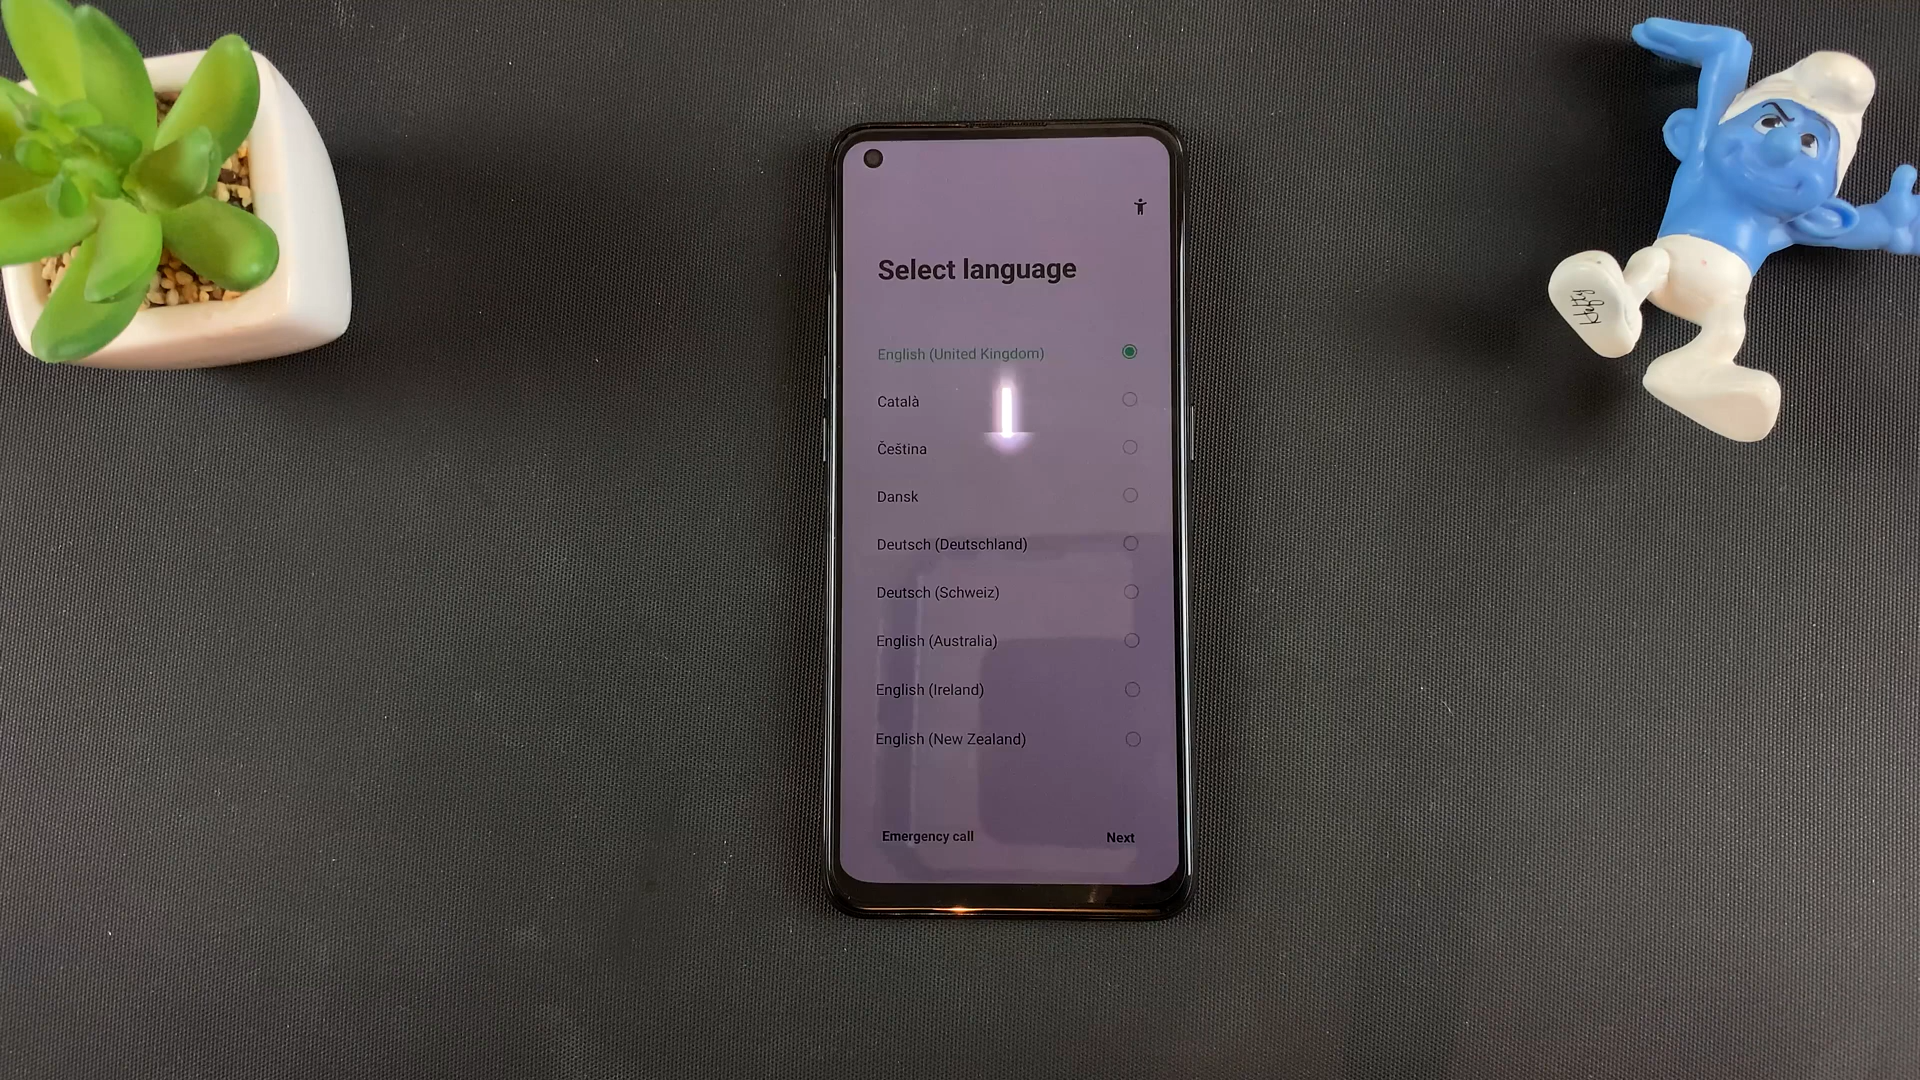 Select language
English (United Kingdom)
Català
Čeština
Dansk
Deutsch (Deutschland)
Deutsch (Schweiz)
English (Australia)
English (Ireland)
English (New Zealand)
Emergency call
Next
Hefty